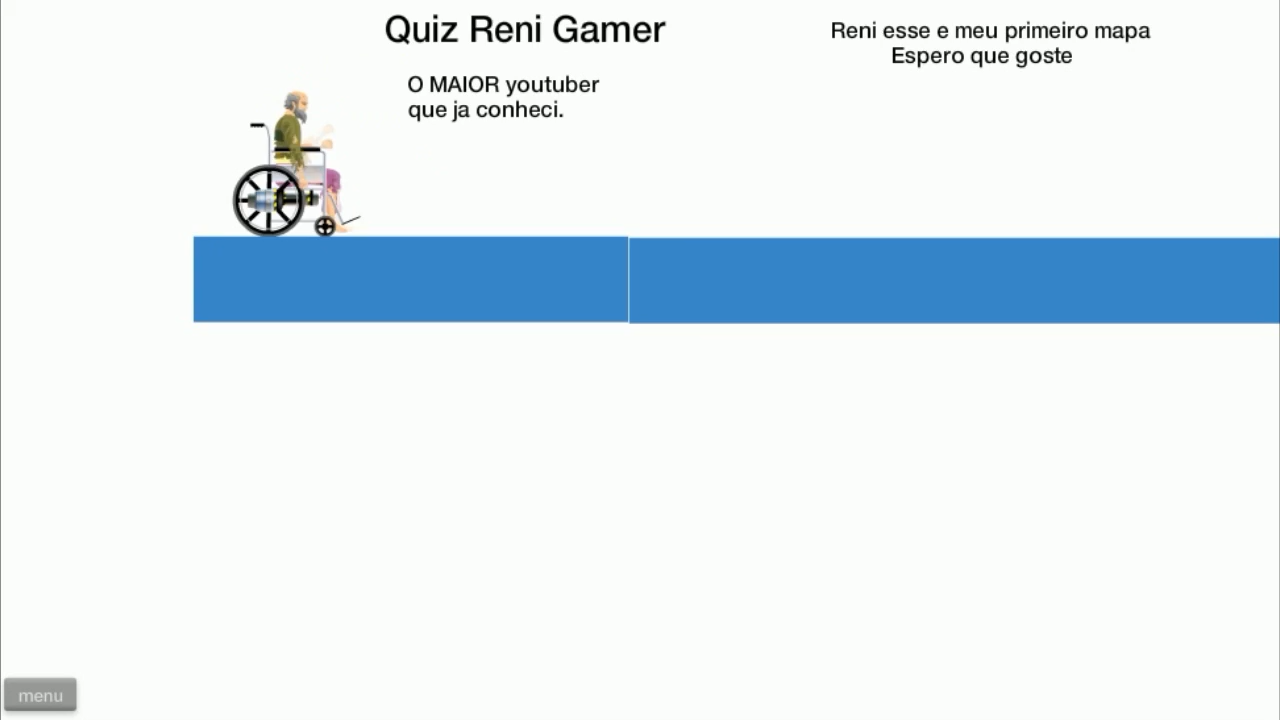 Quiz Reni Gamer
O MAIOR youtuber
que ja conheci.
Reni esse e meu primeiro mapa
Espero que goste
menu